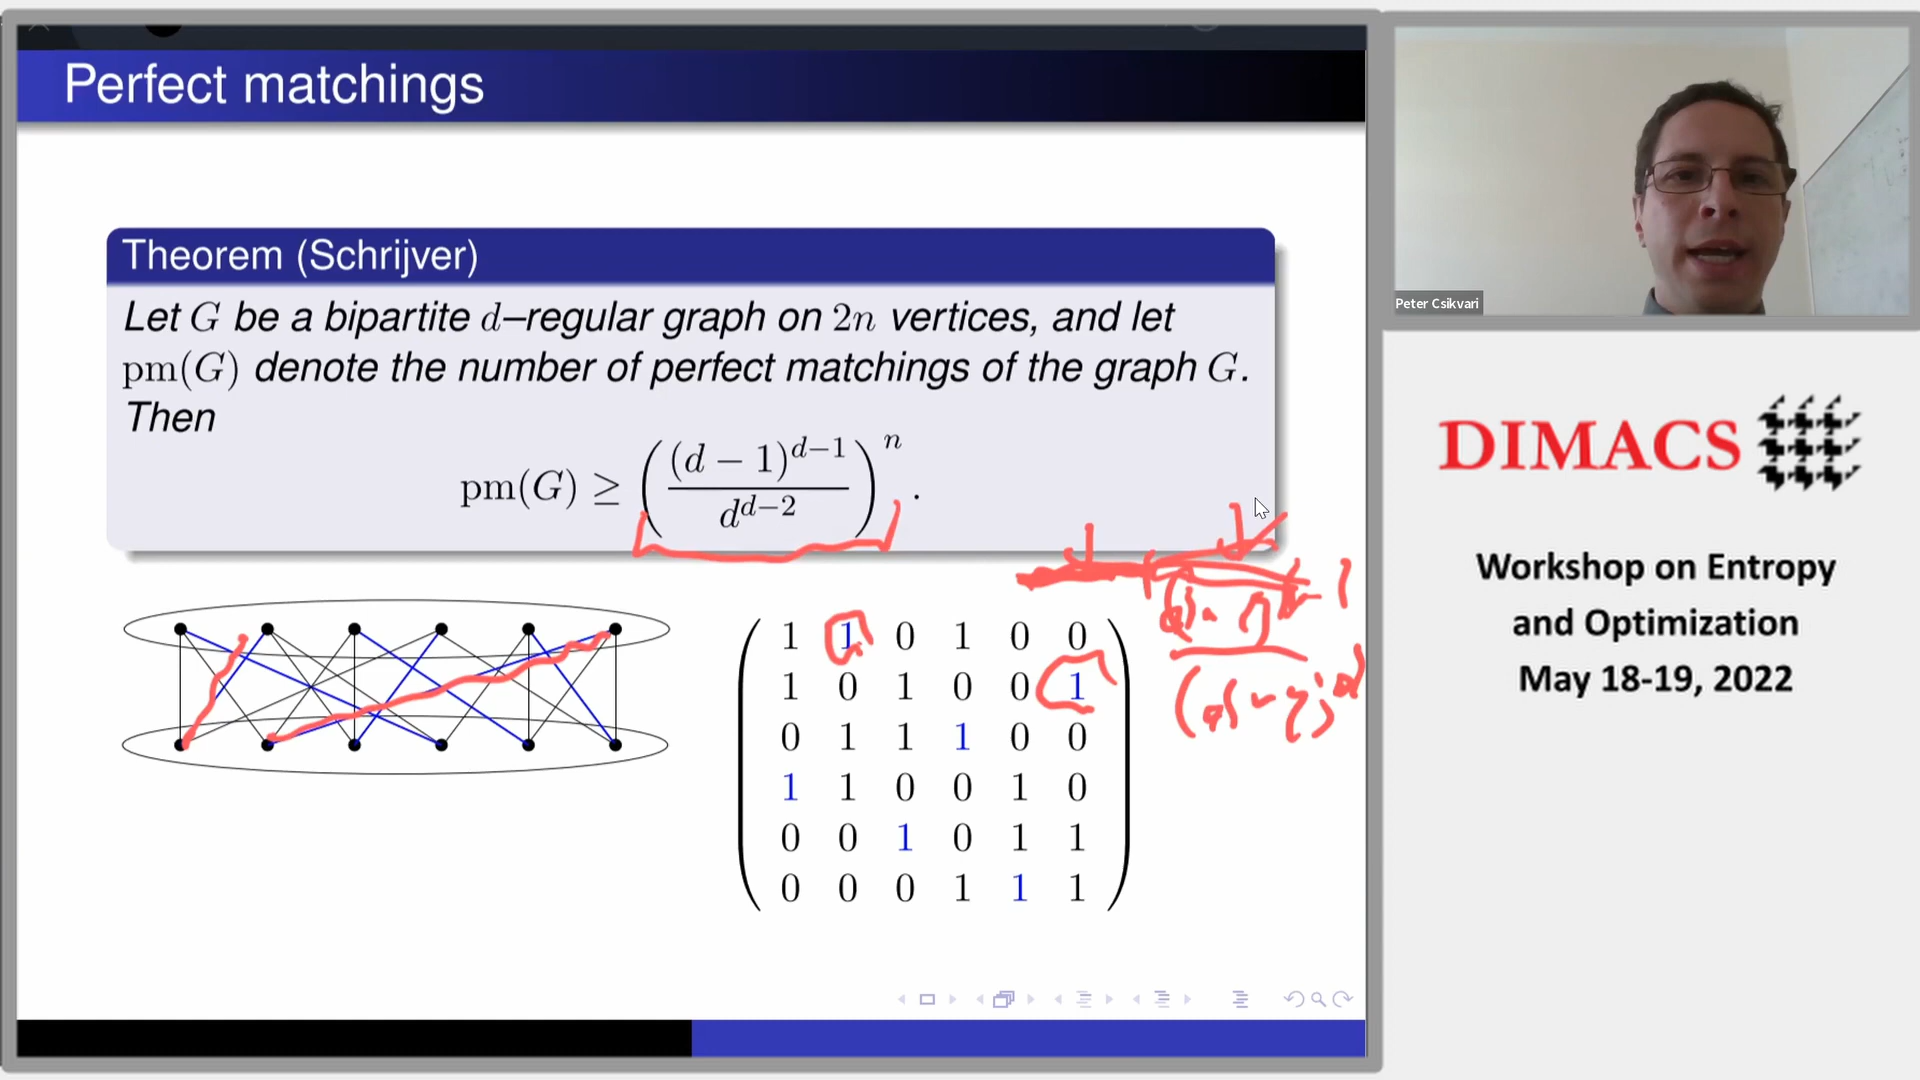 Perfect matchings
Theorem (Schrijver)
Let G be a bipartite d–regular graph on 2n vertices, and let
pm(G) denote the number of perfect matchings of the graph G.
Then
pm(G) ≥ ( (d − 1)^{d−1} / d^{d−2} )^n .
1 1 0 1 0 0
1 0 1 0 0 1
0 1 1 1 0 0
1 1 0 0 1 0
0 0 1 0 1 1
0 0 0 1 1 1
Peter Csikvari
DIMACS
Workshop on Entropy
and Optimization
May 18-19, 2022